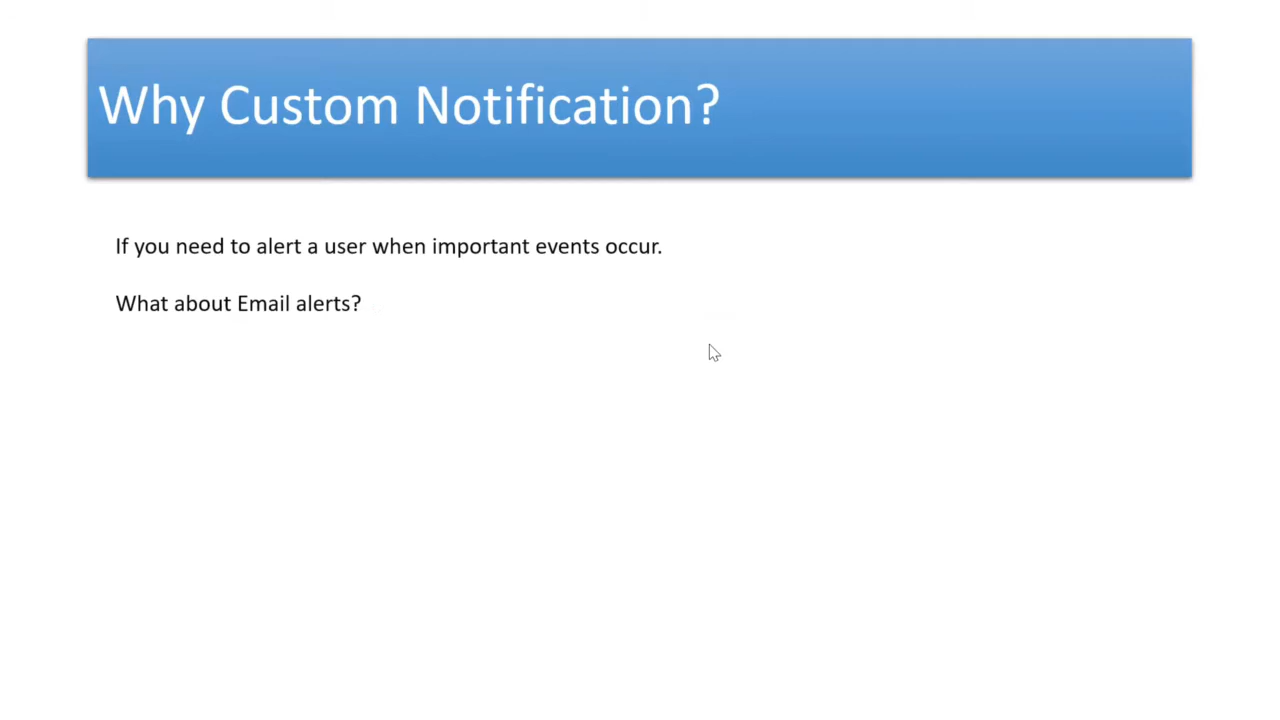 Why Custom Notification?
If you need to alert a user when important events occur.
What about Email alerts?